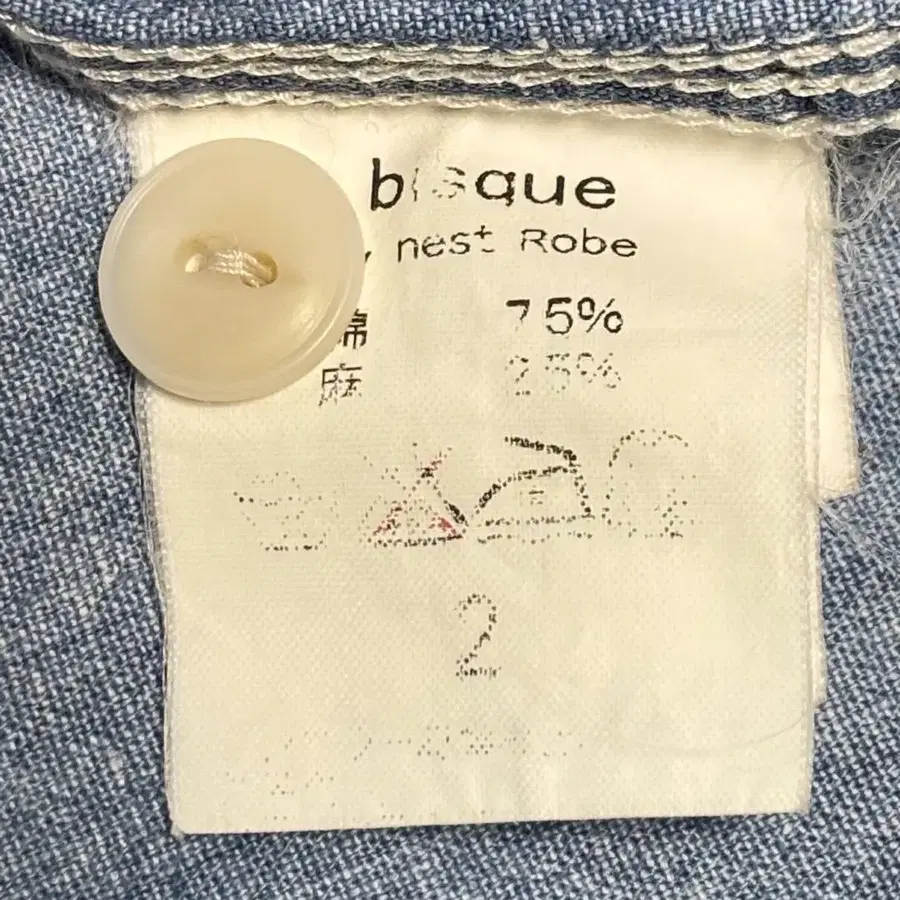 bisque
nest Robe
綿 75%
麻 25%
2